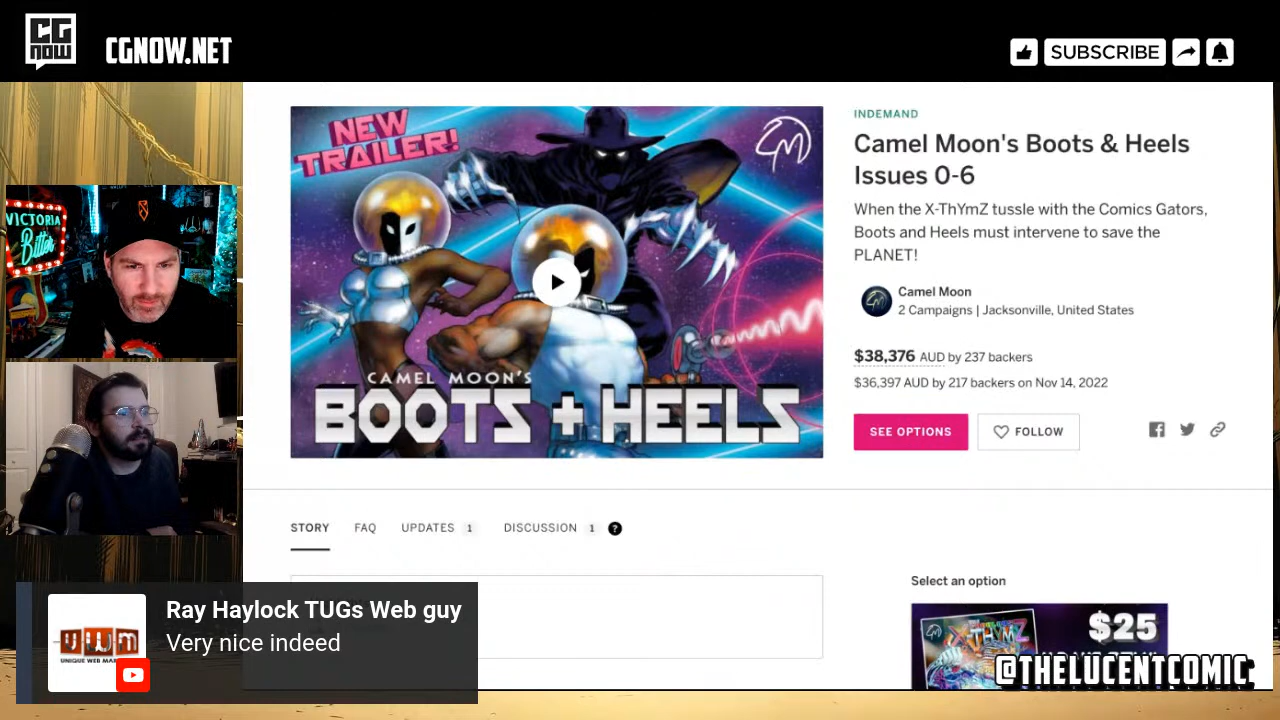 CG
NOW
CGNOW.NET
SUBSCRIBE
NEW
TRAILER!
CAMEL MOON'S
BOOTS + HEELS
INDEMAND
Camel Moon's Boots & Heels
Issues 0-6
When the X-ThYmZ tussle with the Comics Gators,
Boots and Heels must intervene to save the
PLANET!
Camel Moon
2 Campaigns | Jacksonville, United States
$38,376 AUD by 237 backers
$36,397 AUD by 217 backers on Nov 14, 2022
SEE OPTIONS
FOLLOW
VICTORIA
Bitter
STORY FAQ UPDATES 1 DISCUSSION 1 ?
Select an option
$25
X-THYMZ
@THELUCENTCOMIC
uwm
Ray Haylock TUGs Web guy
Very nice indeed